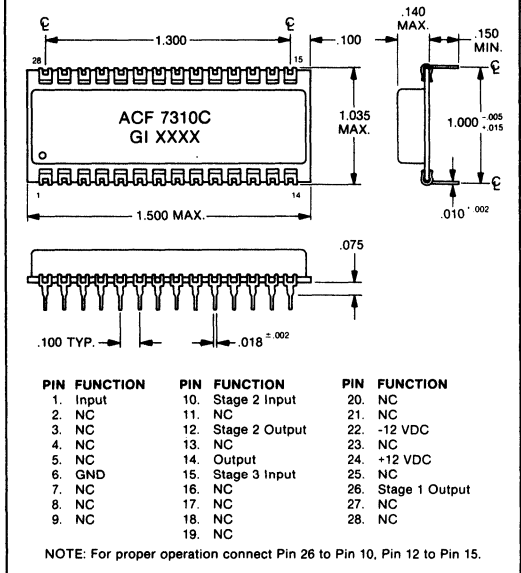 ℄ ℄ .140 MAX.
1.300 .100 .150 MIN.
28 15 ℄
ACF 7310C
GI XXXX
1.035 MAX.
1.000 -.005 +.015
1 14 ℄
1.500 MAX. .010 .002
.075
.100 TYP. .018 ±.002
PIN FUNCTION PIN FUNCTION PIN FUNCTION
1. Input 10. Stage 2 Input 20. NC
2. NC 11. NC 21. NC
3. NC 12. Stage 2 Output 22. -12 VDC
4. NC 13. NC 23. NC
5. NC 14. Output 24. +12 VDC
6. GND 15. Stage 3 Input 25. NC
7. NC 16. NC 26. Stage 1 Output
8. NC 17. NC 27. NC
9. NC 18. NC 28. NC
19. NC
NOTE: For proper operation connect Pin 26 to Pin 10, Pin 12 to Pin 15.